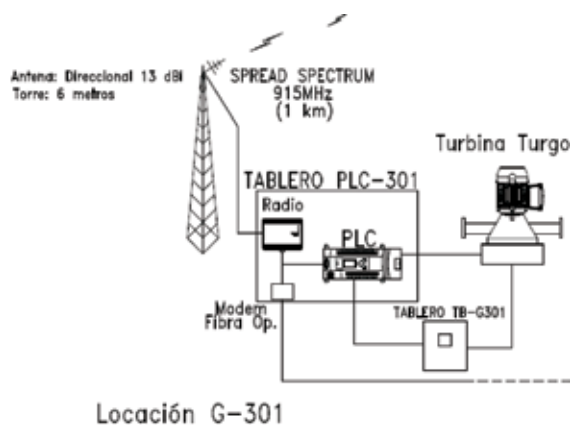 Antena: Direccional 13 dBi
Torre: 6 metros
SPREAD SPECTRUM
915MHz
(1 km)
Turbina Turgo
TABLERO PLC-301
Radio
PLC
Modem
Fibra Op.
TABLERO TB-G301
Locación G-301